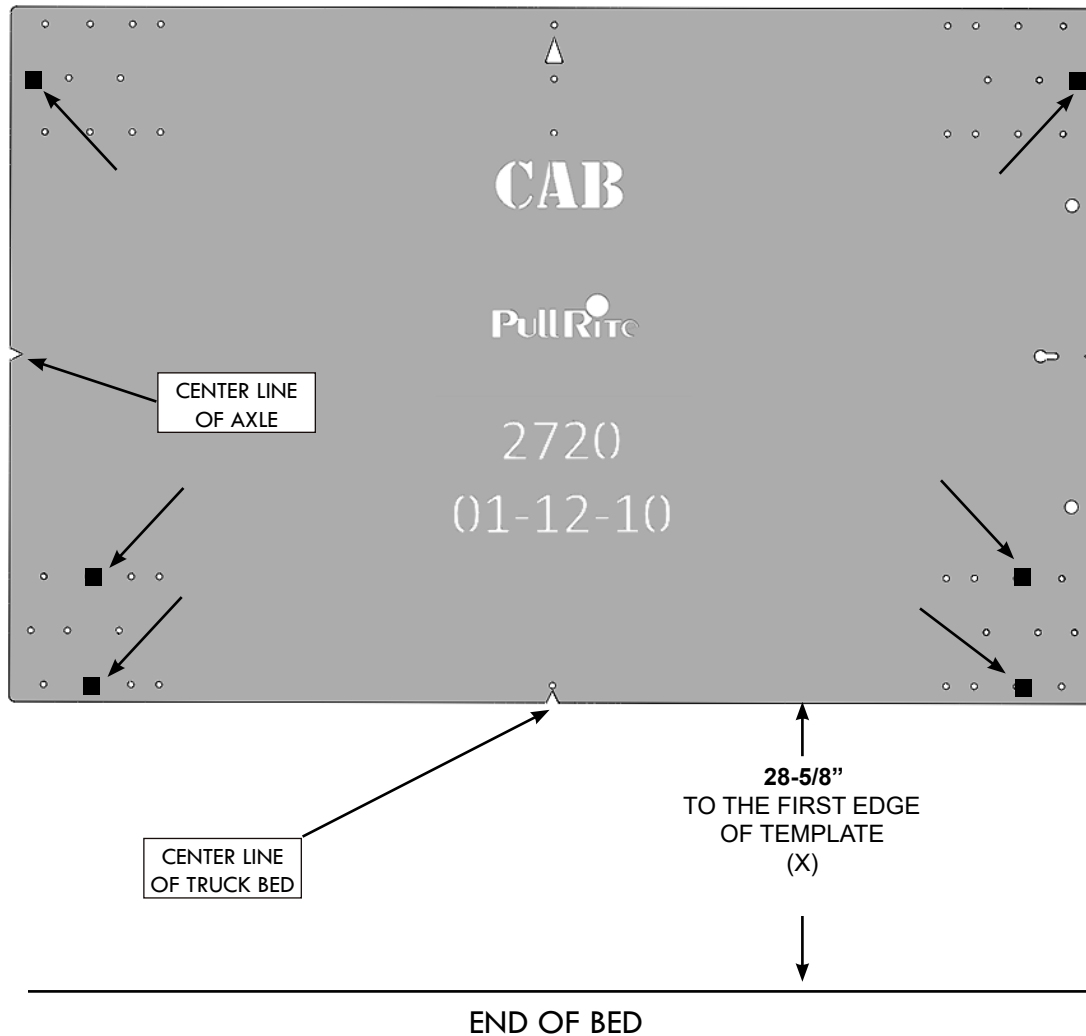 CAB
PullRite
CENTER LINE
OF AXLE
2720
01-12-10
28-5/8”
TO THE FIRST EDGE
OF TEMPLATE
(X)
CENTER LINE
OF TRUCK BED
END OF BED